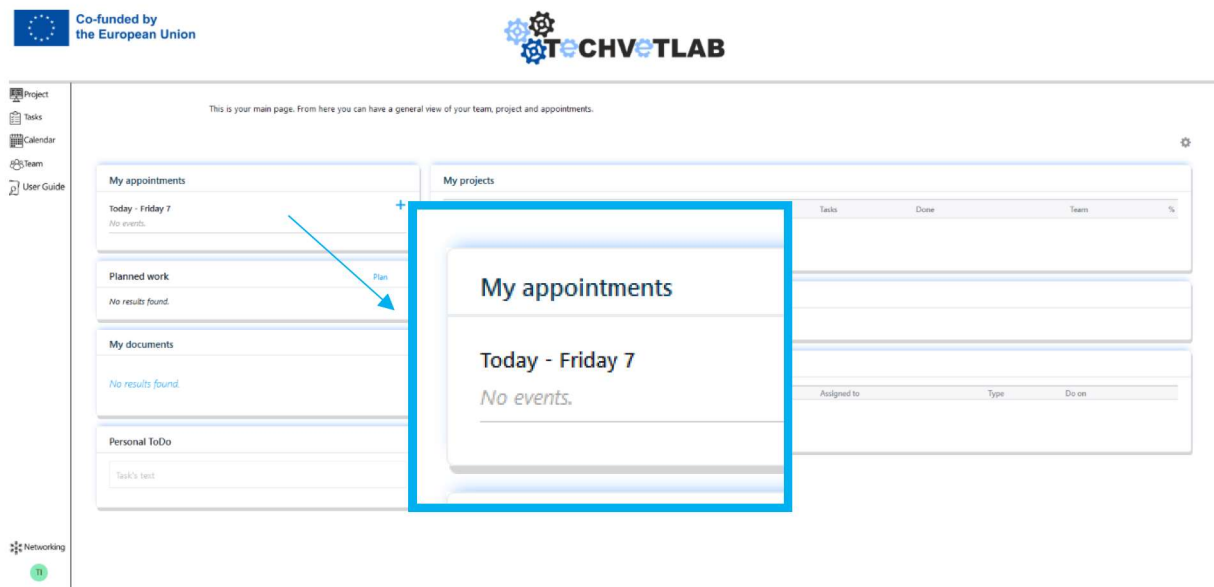 Co-funded by
the European Union
TeCHVeTLAB
Project
Tasks
Calendar
Team
User Guide
This is your main page. From here you can have a general view of your team, project and appointments.
My appointments
Today - Friday 7
No events.
Planned work
Plan
No results found.
My documents
No results found.
Personal ToDo
Task's text
My projects
Tasks Done Team %
My appointments
Today - Friday 7
No events.
Assigned to Type Do on
Networking
TI